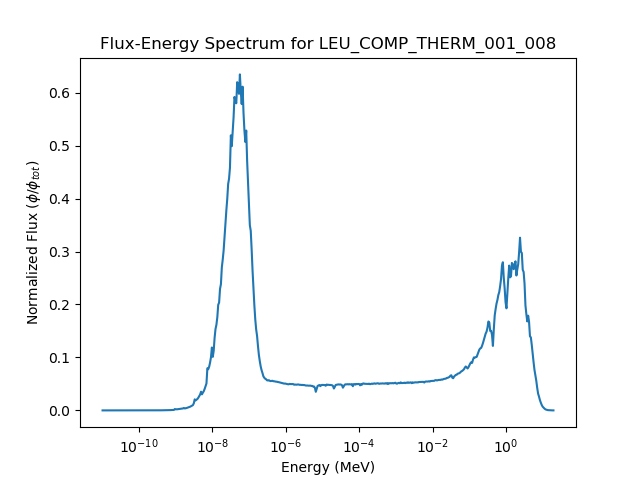 Flux-Energy Spectrum for LEU_COMP_THERM_001_008
Normalized Flux (ϕ/ϕ_tot)
0.6
0.5
0.4
0.3
0.2
0.1
0.0
10⁻¹⁰ 10⁻⁸ 10⁻⁶ 10⁻⁴ 10⁻² 10⁰
Energy (MeV)